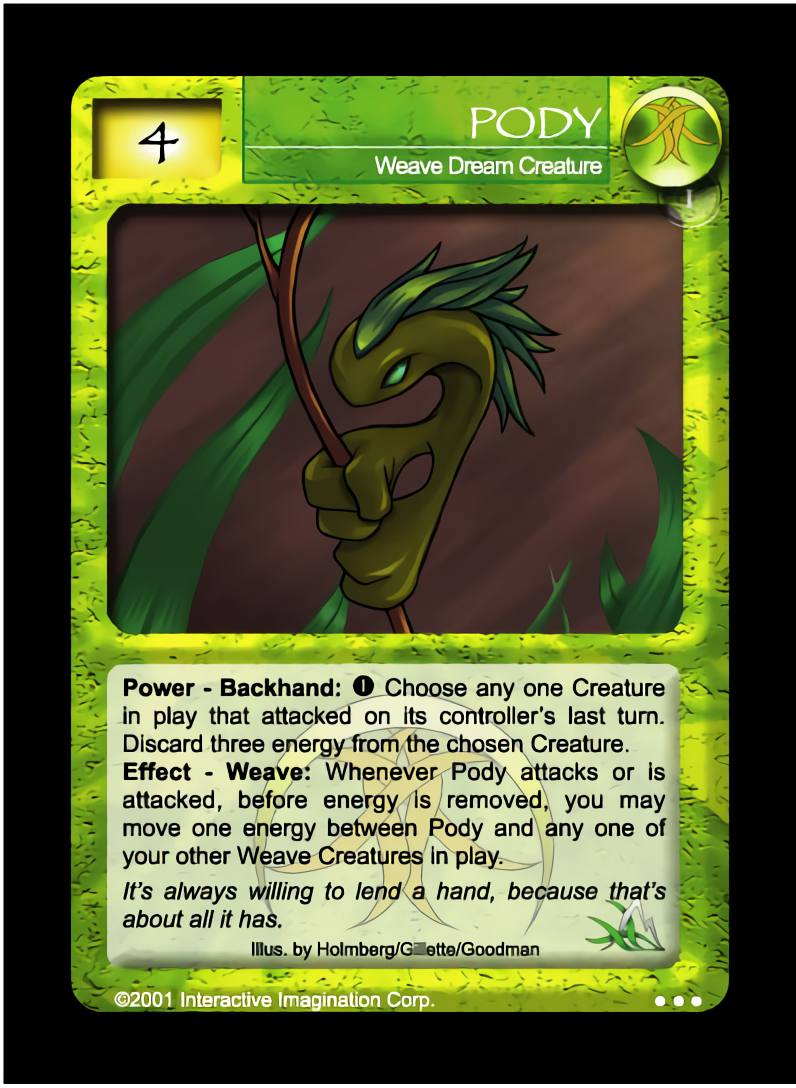 4
PODY
Weave Dream Creature
1
Power - Backhand: ❶ Choose any one Creature
in play that attacked on its controller's last turn.
Discard three energy from the chosen Creature.
Effect - Weave: Whenever Pody attacks or is
attacked, before energy is removed, you may
move one energy between Pody and any one of
your other Weave Creatures in play.
It's always willing to lend a hand, because that's
about all it has.
Illus. by Holmberg/ /Goodman
©2001 Interactive Imagination Corp.